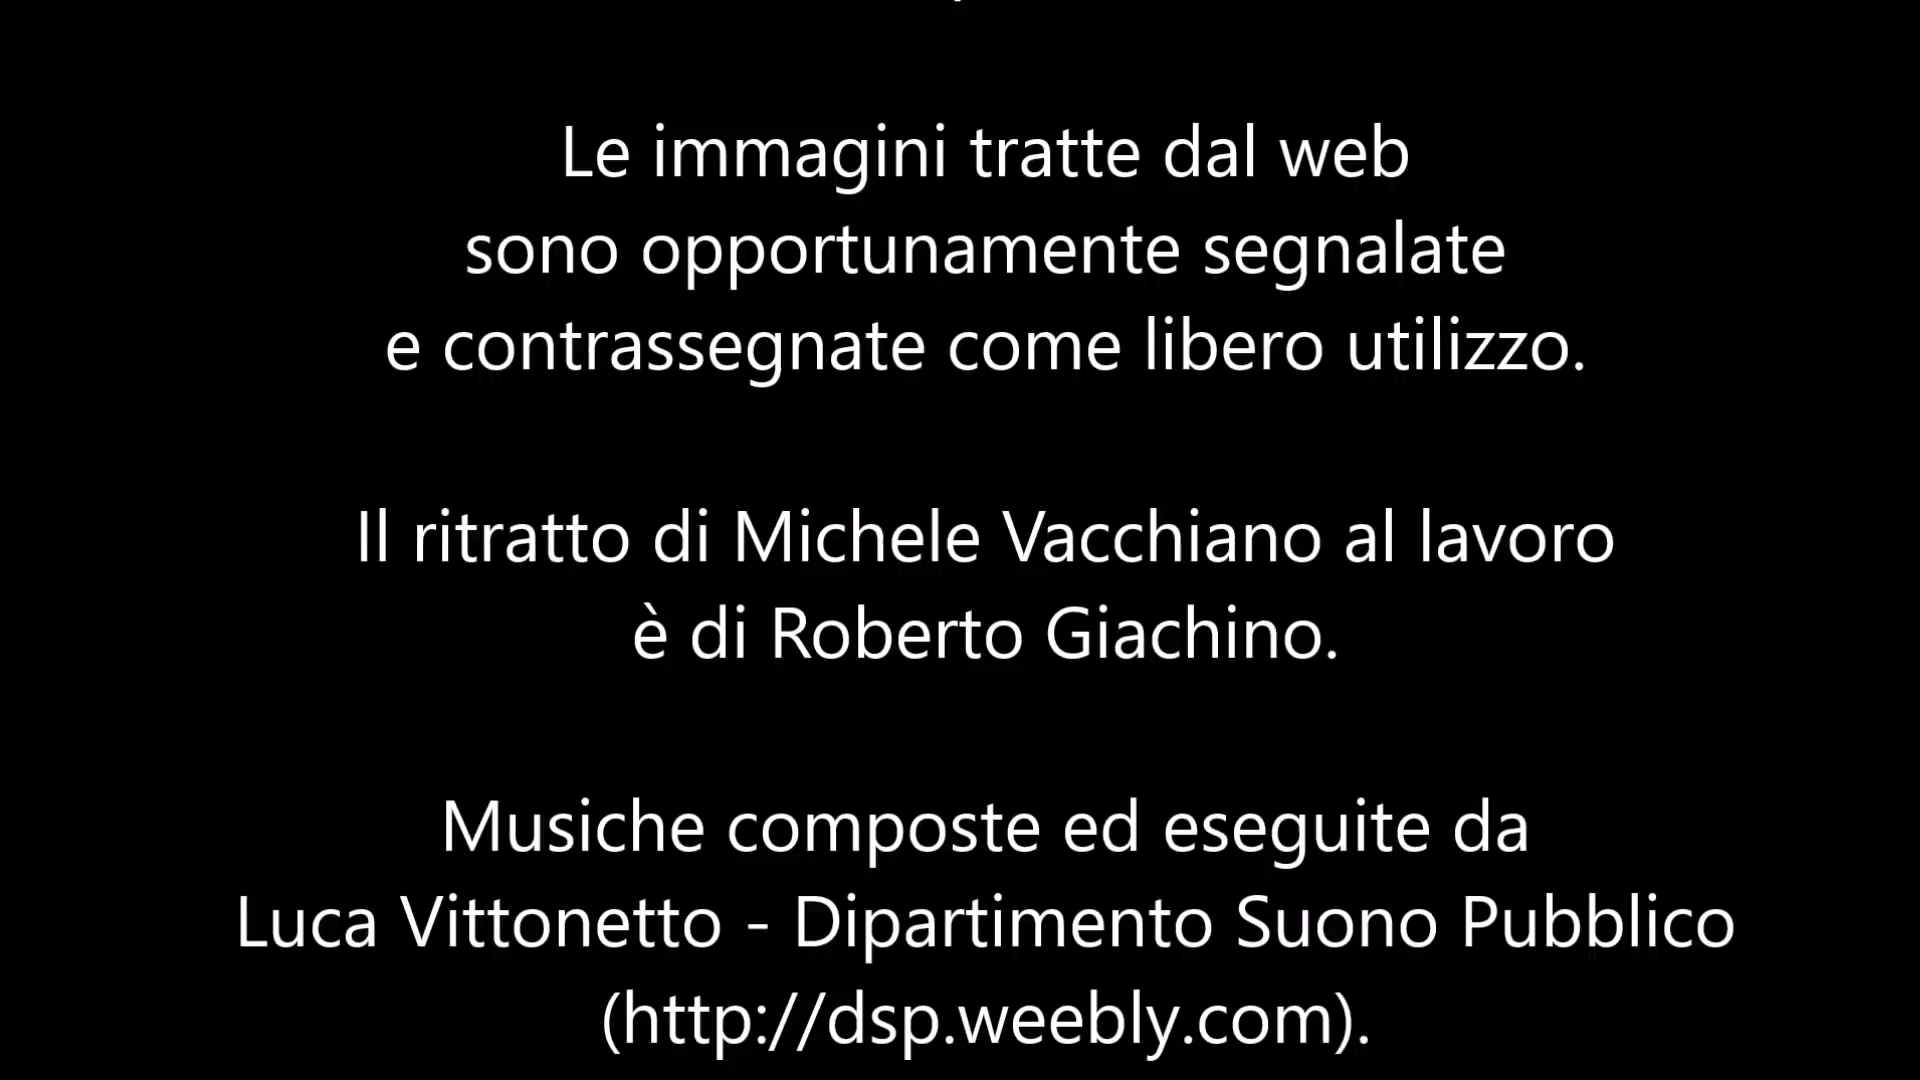 Le immagini tratte dal web
sono opportunamente segnalate
e contrassegnate come libero utilizzo.
Il ritratto di Michele Vacchiano al lavoro
è di Roberto Giachino.
Musiche composte ed eseguite da
Luca Vittonetto - Dipartimento Suono Pubblico
(http://dsp.weebly.com).